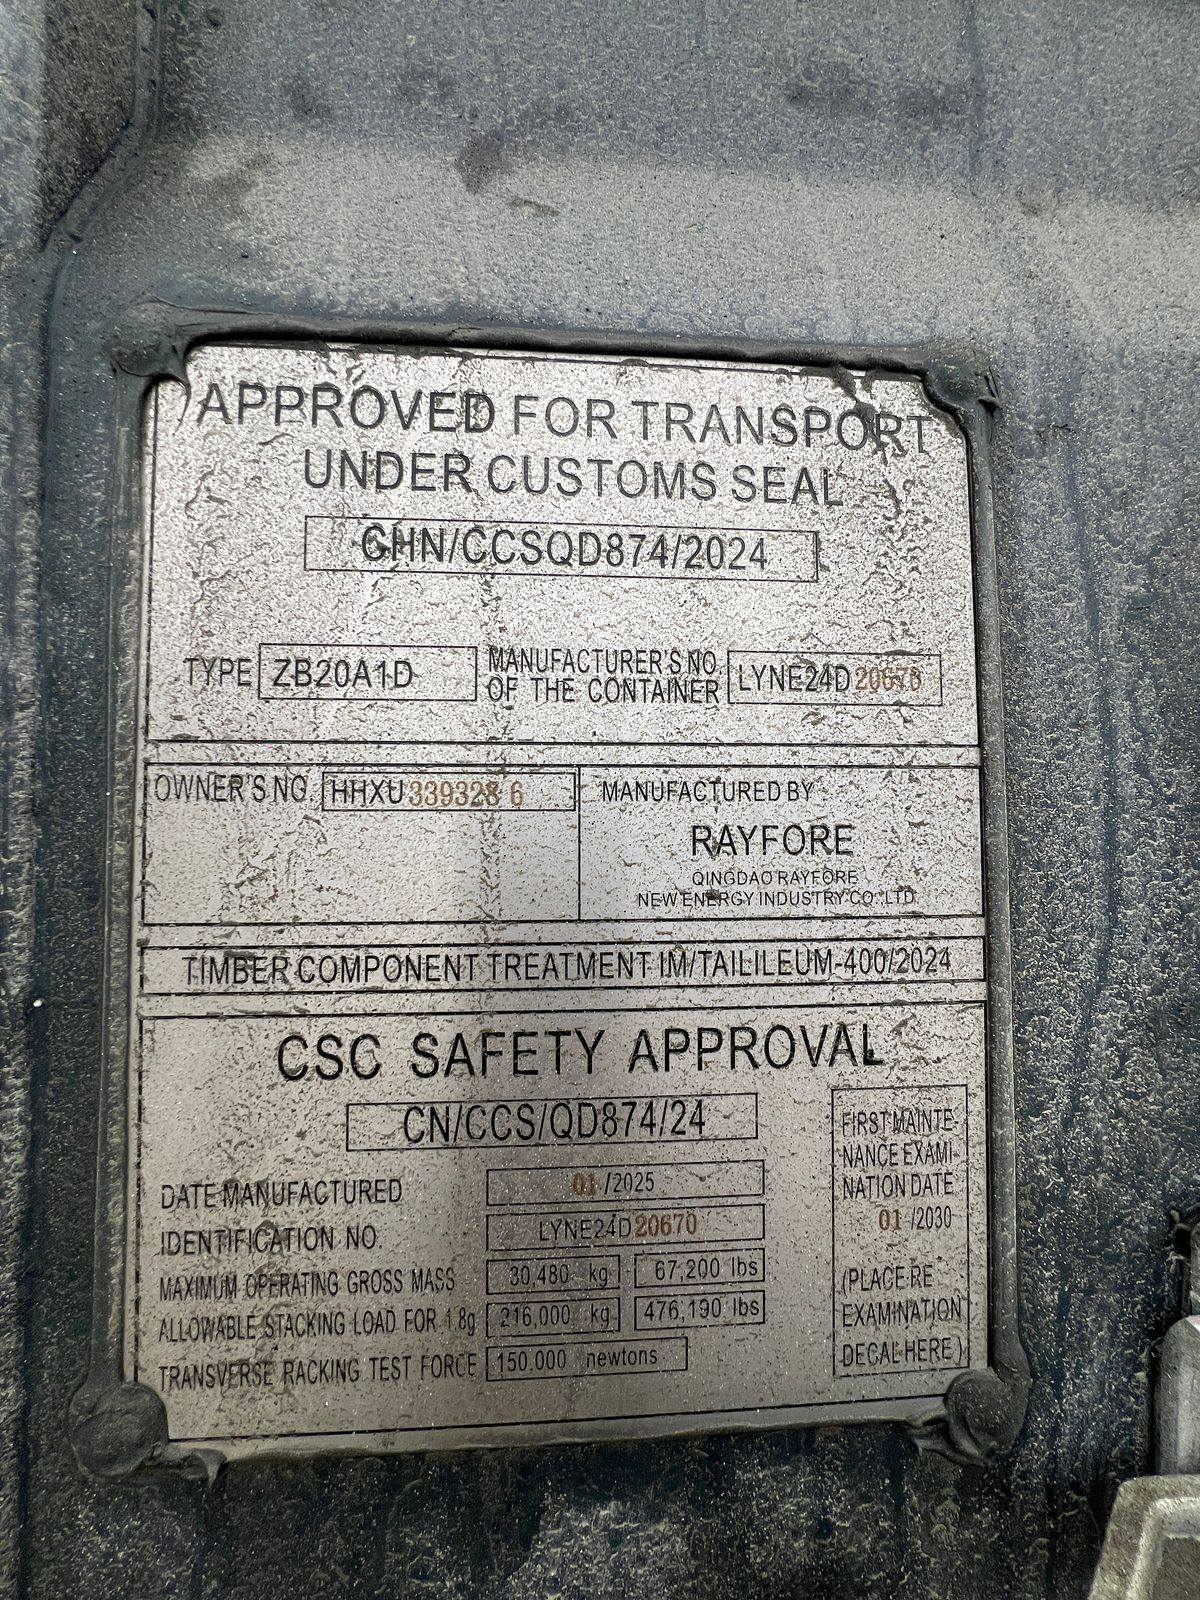 APPROVED FOR TRANSPORT
UNDER CUSTOMS SEAL
CHN/CCSQD874/2024
TYPE ZB20A1D MANUFACTURER'S NO. OF THE CONTAINER LYNE24D20670
OWNER'S NO. HHXU 339328 6
MANUFACTURED BY
RAYFORE
QINGDAO RAYFORE
NEW ENERGY INDUSTRY CO.,LTD
TIMBER COMPONENT TREATMENT IM/TAILILEUM-400/2024
CSC SAFETY APPROVAL
CN/CCS/QD874/24
DATE MANUFACTURED 01 /2025
IDENTIFICATION NO LYNE24D20670
MAXIMUM OPERATING GROSS MASS 30,480 kg 67,200 lbs
ALLOWABLE STACKING LOAD FOR 1.8g 216,000 kg 476,190 lbs
TRANSVERSE RACKING TEST FORCE 150,000 newtons
FIRST MAINTE-
NANCE EXAMI-
NATION DATE
01 /2030
(PLACE RE
EXAMINATION
DECAL HERE )